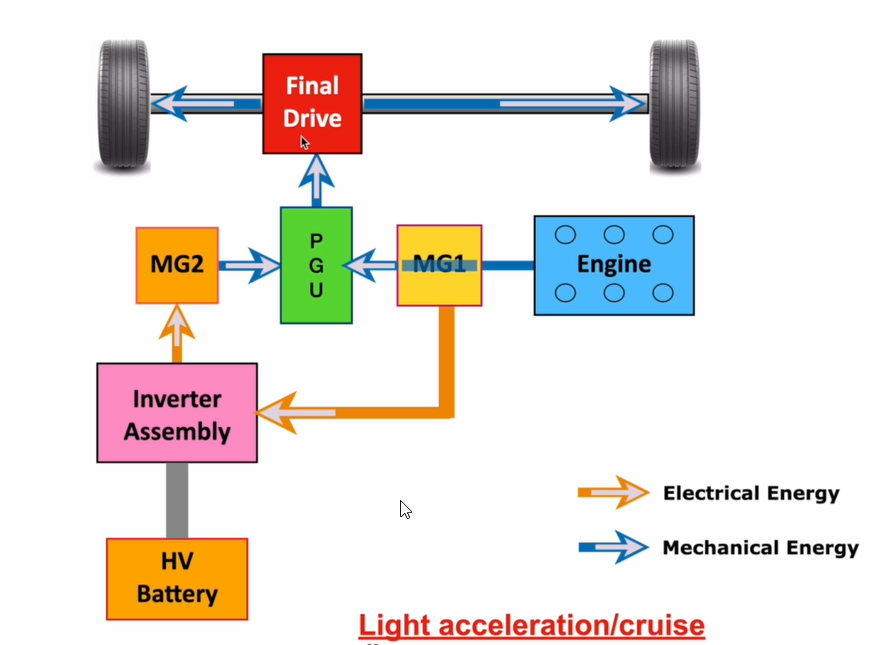 Final
Drive
MG2
P
G
U
MG1
Engine
Inverter
Assembly
HV
Battery
Electrical Energy
Mechanical Energy
Light acceleration/cruise